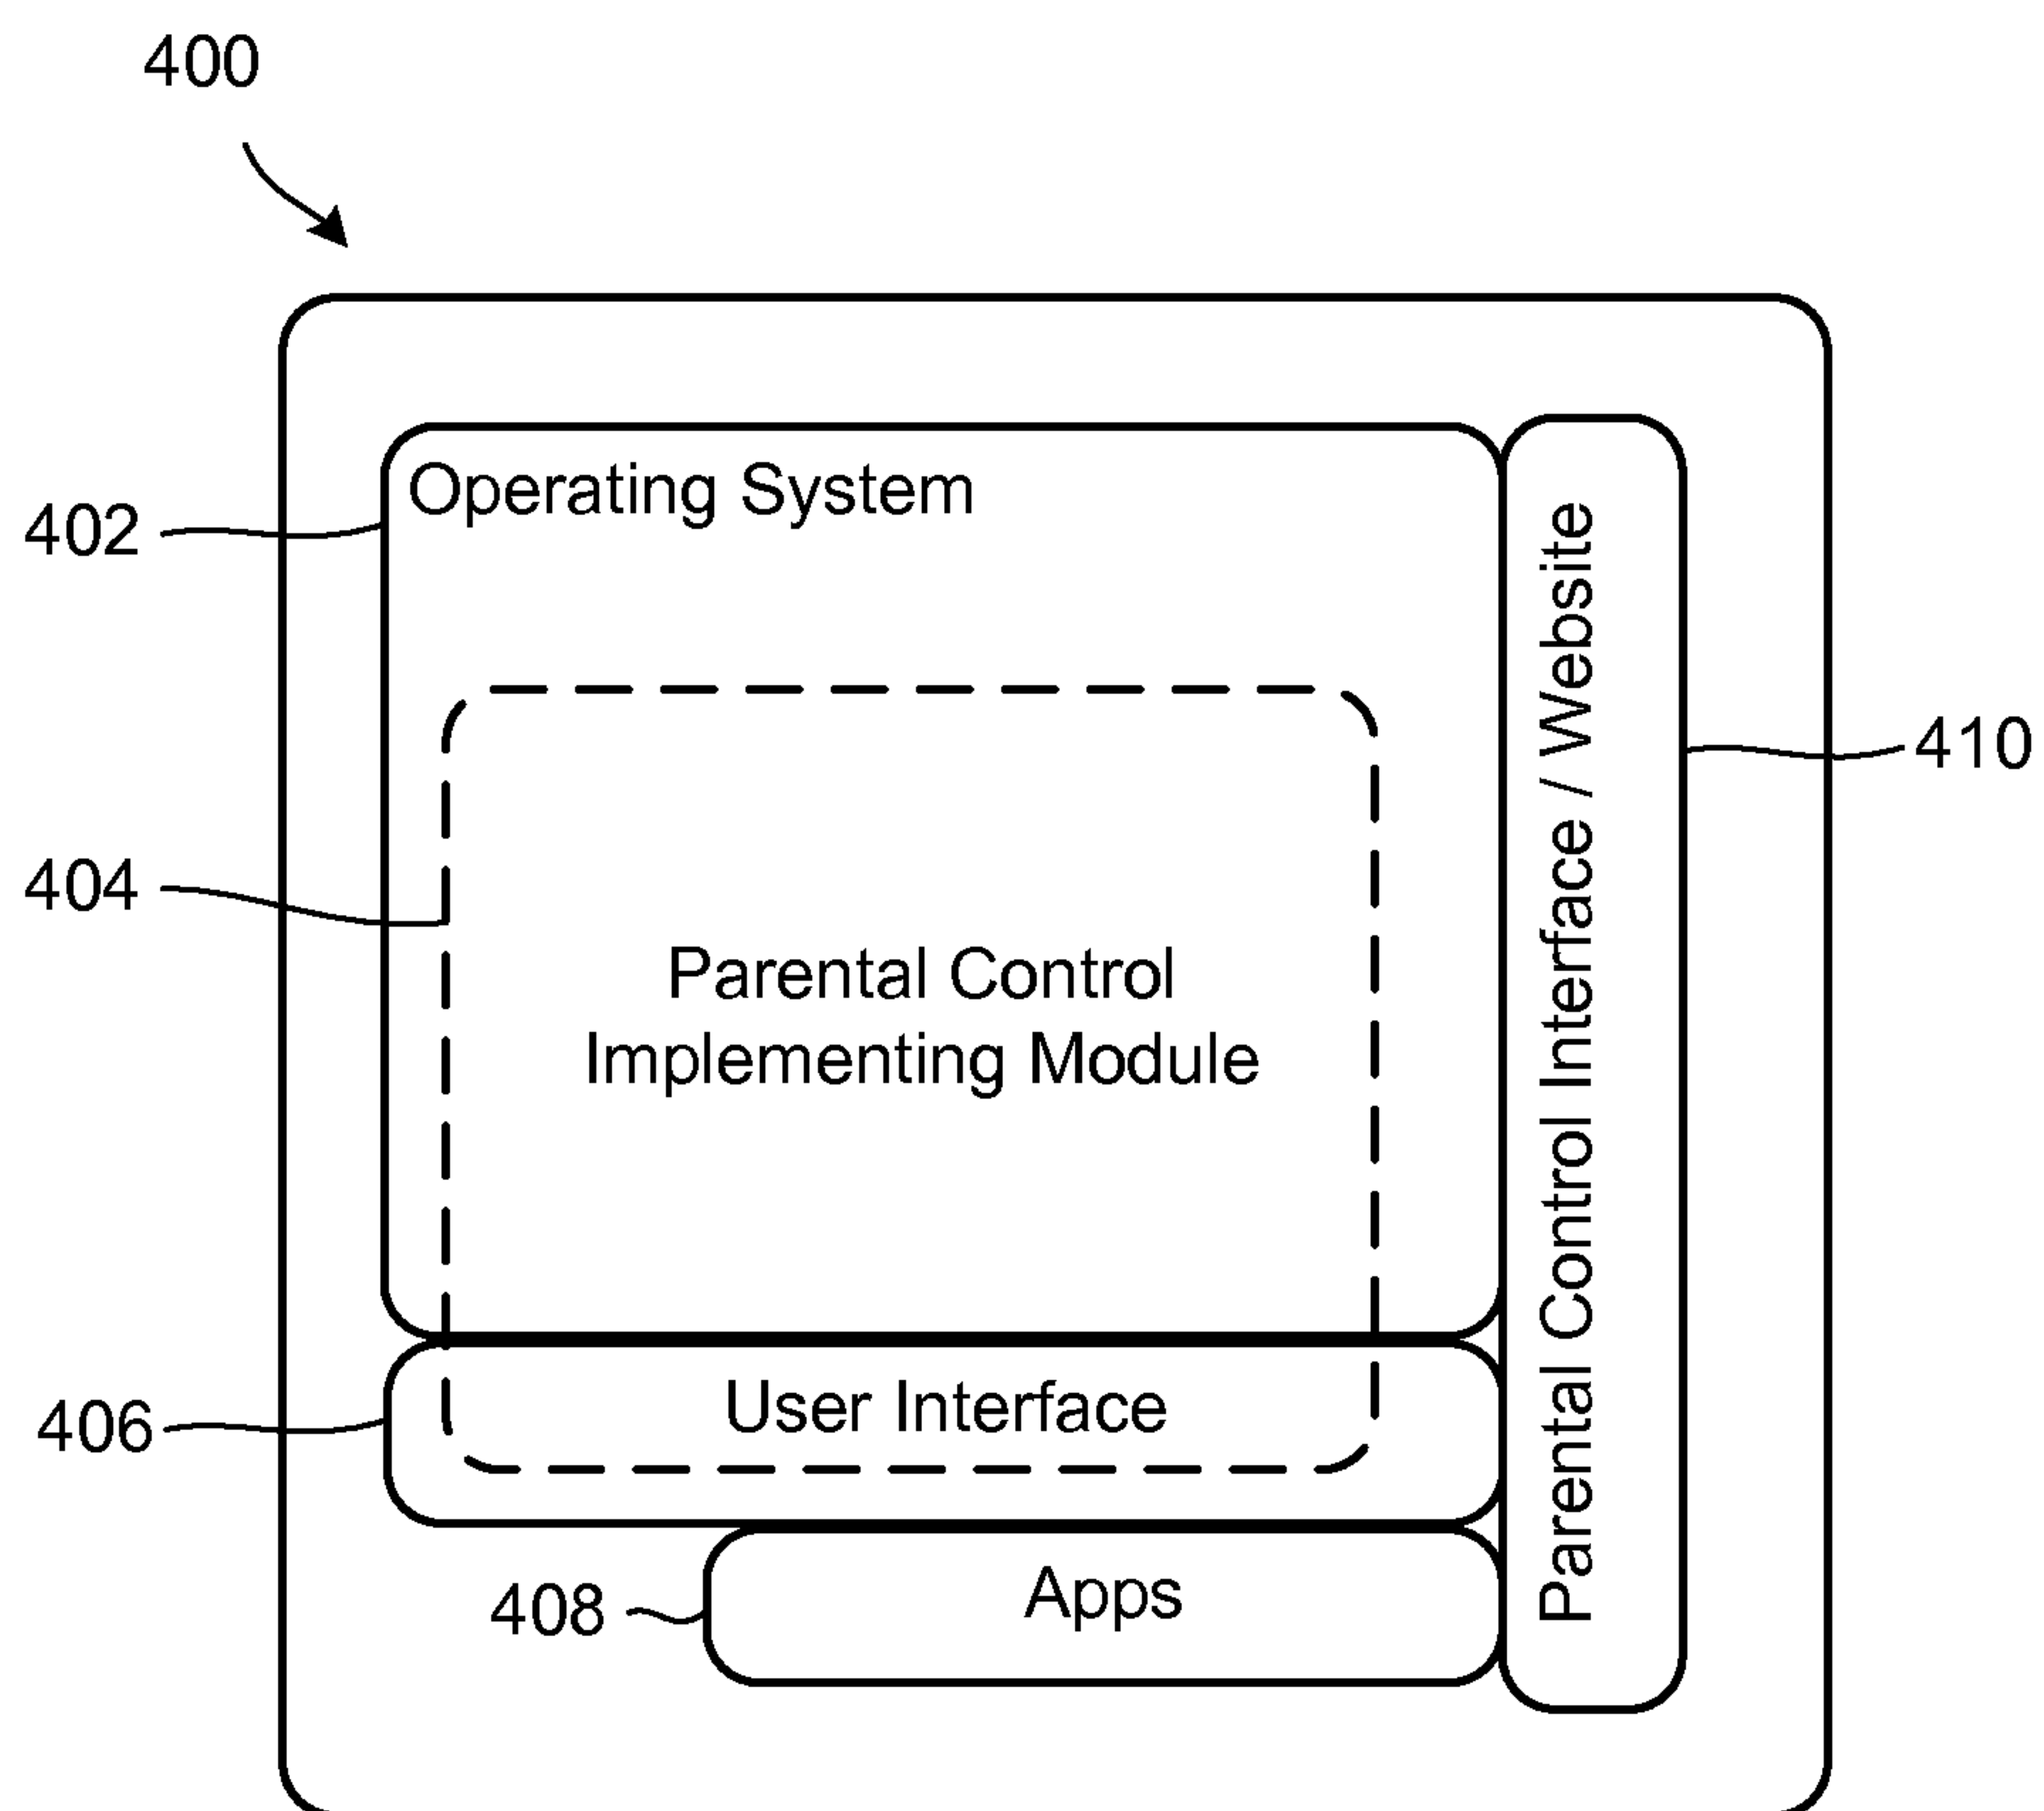 400
402
Operating System
404
Parental Control
Implementing Module
406
User Interface
408
Apps
Parental Control Interface / Website
410